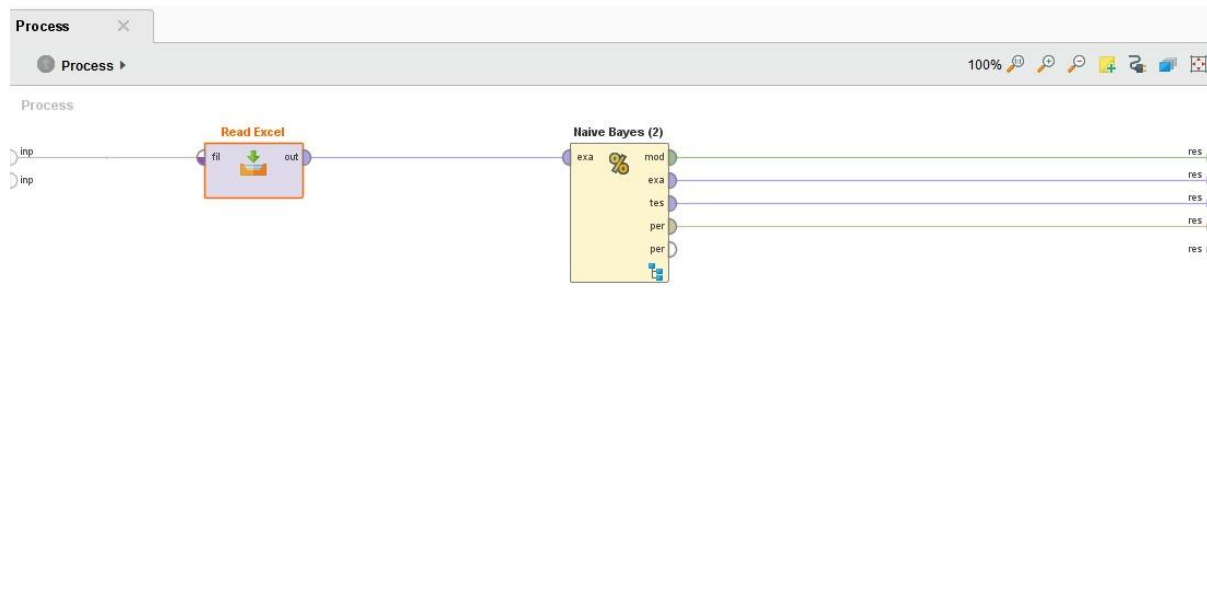 Process
Process
100%
Process
Read Excel
Naive Bayes (2)
inp
fil
out
exa
mod
res
inp
exa
res
tes
res
per
res
per
res